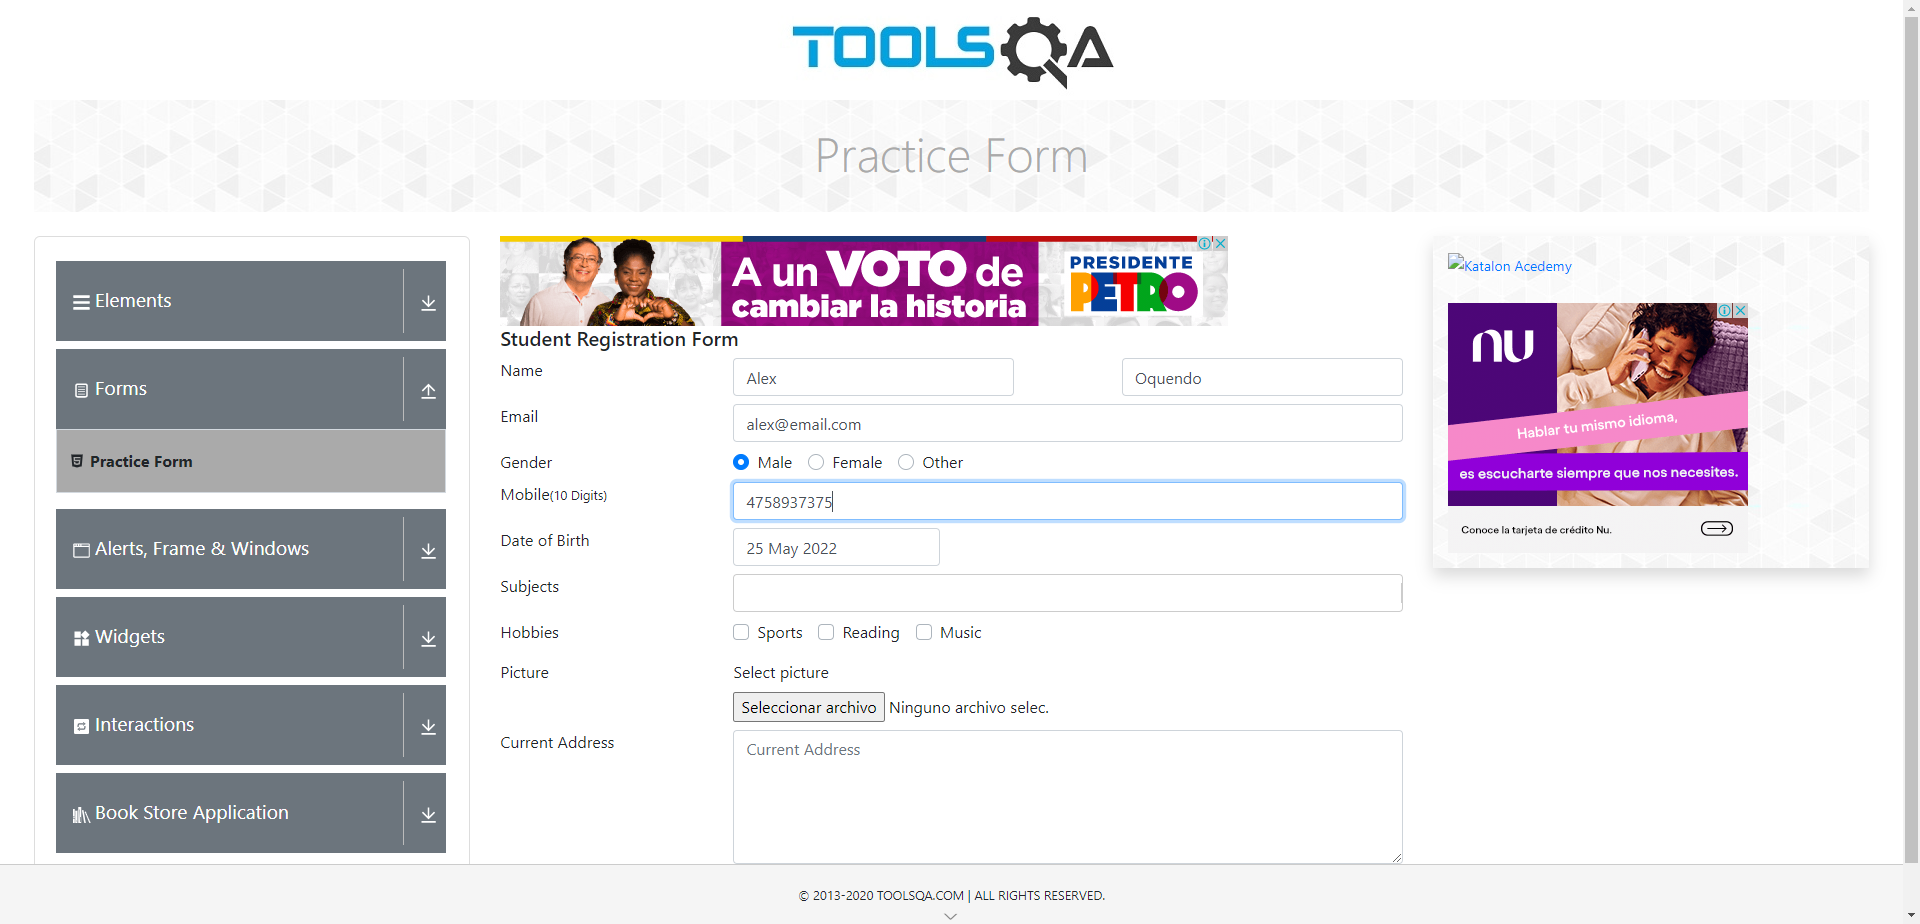 TOOLSQA
Practice Form
Elements
Forms
Practice Form
Alerts, Frame & Windows
Widgets
Interactions
Book Store Application
A un VOTO de
cambiar la historia
PRESIDENTE
PETRO
Student Registration Form
Name
Alex
Oquendo
Email
alex@email.com
Gender
Male Female Other
Mobile(10 Digits)
4758937375
Date of Birth
25 May 2022
Subjects
Hobbies
Sports Reading Music
Picture
Select picture
Seleccionar archivo Ninguno archivo selec.
Current Address
Current Address
Katalon Acedemy
nu
Hablar tu mismo idioma,
es escucharte siempre que nos necesites.
Conoce la tarjeta de crédito Nu.
© 2013-2020 TOOLSQA.COM | ALL RIGHTS RESERVED.